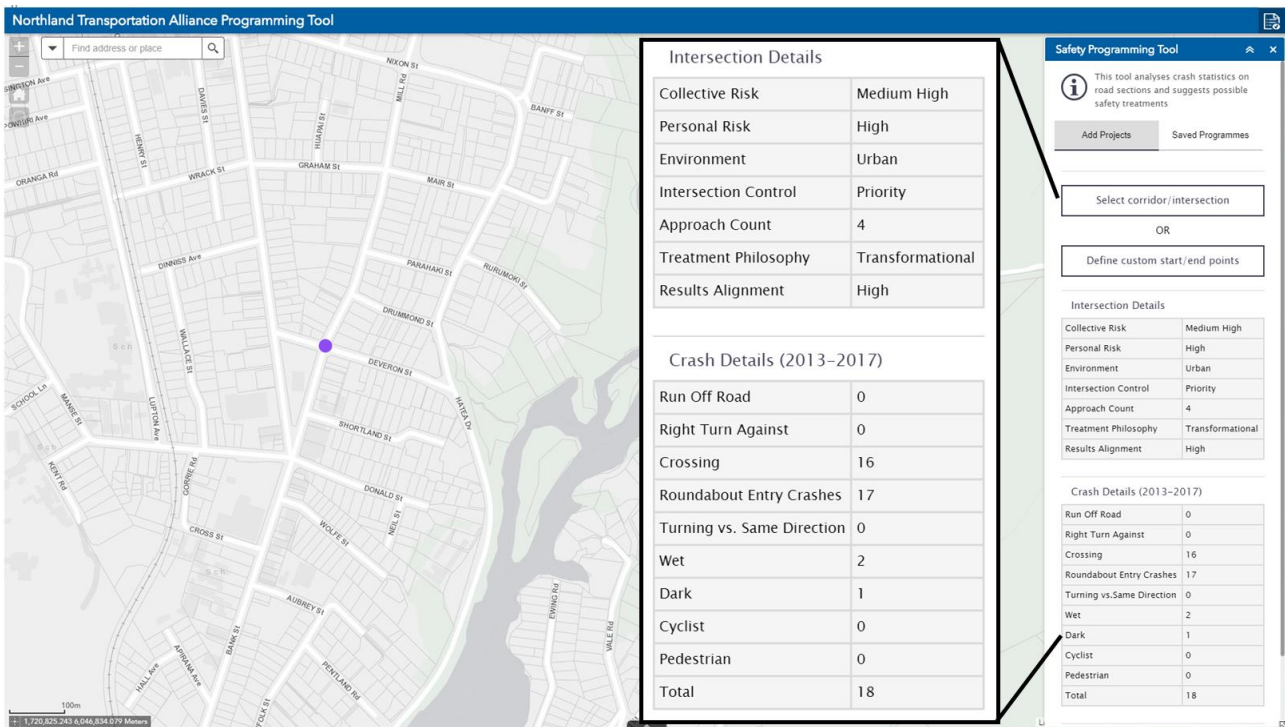 Northland Transportation Alliance Programming Tool
Find address or place
NIXON St
MILL Rd
BANFF St
DAVIES St
HENRY St
HUAPAI St
ORANGA Rd
WRACK ST
GRAHAM St
MAIR St
DINNISS Ave
PARAHAKI St
RURUMOKI St
DRUMMOND St
DEVERON St
WALLACE ST
Sch
SCHOOL Ln
MANSE St
LUPTON Ave
HATEA Dr
SHORTLAND ST
KENT Rd
GORRIE Rd
DONALD St
NEIL St
CROSS St
WOLFE St
Sch
AUBREY ST
EWING Rd
VALE Rd
BANK ST
HALL Ave
APIRANA Ave
PENTLAND Rd
100m
1,720,825.243 6,046,834.079 Meters
Intersection Details
Collective Risk Medium High
Personal Risk High
Environment Urban
Intersection Control Priority
Approach Count 4
Treatment Philosophy Transformational
Results Alignment High
Crash Details (2013-2017)
Run Off Road 0
Right Turn Against 0
Crossing 16
Roundabout Entry Crashes 17
Turning vs. Same Direction 0
Wet 2
Dark 1
Cyclist 0
Pedestrian 0
Total 18
Safety Programming Tool
This tool analyses crash statistics on
road sections and suggests possible
safety treatments
Add Projects Saved Programmes
Select corridor/intersection
OR
Define custom start/end points
Intersection Details
Collective Risk Medium High
Personal Risk High
Environment Urban
Intersection Control Priority
Approach Count 4
Treatment Philosophy Transformational
Results Alignment High
Crash Details (2013-2017)
Run Off Road 0
Right Turn Against 0
Crossing 16
Roundabout Entry Crashes 17
Turning vs.Same Direction 0
Wet 2
Dark 1
Cyclist 0
Pedestrian 0
Total 18